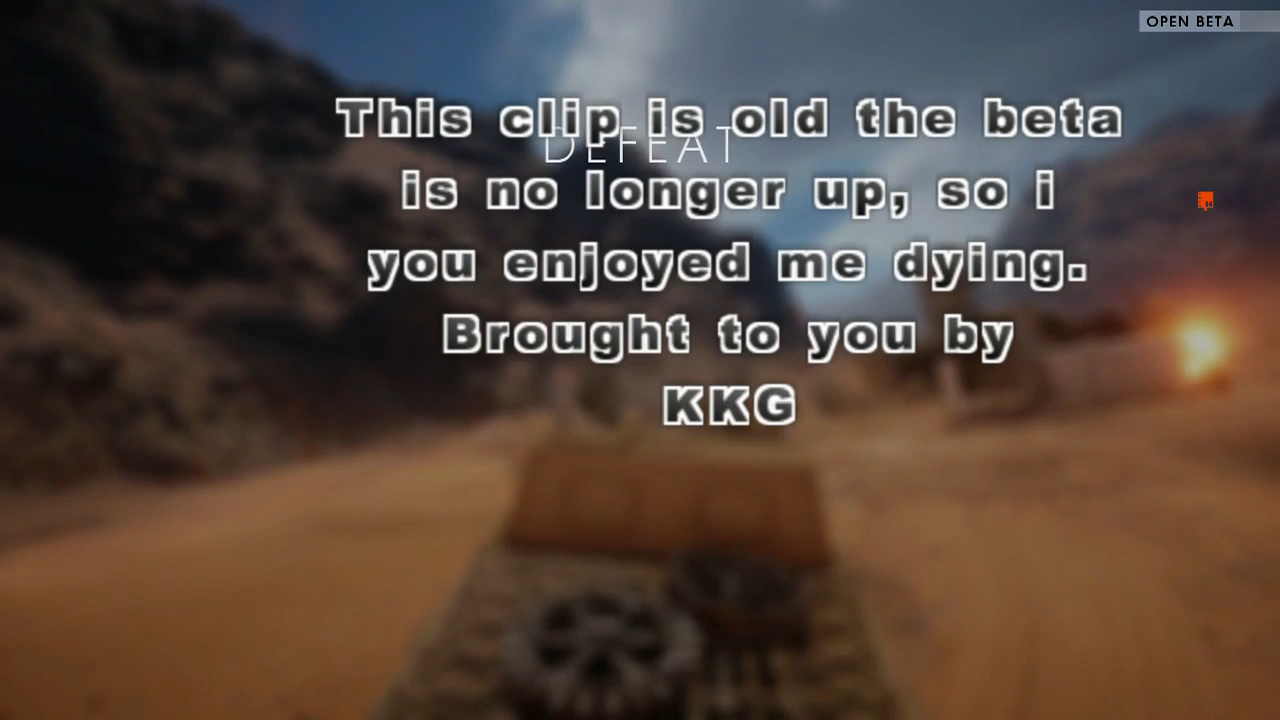 OPEN BETA
This clip is old the beta
DEFEAT
is no longer up, so i
you enjoyed me dying.
Brought to you by
KKG